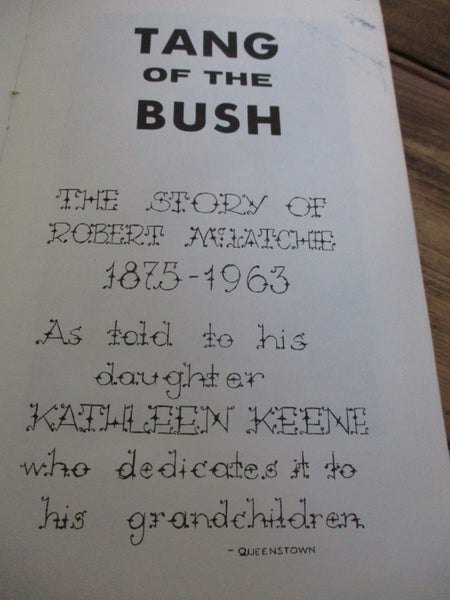 TANG
OF THE
BUSH
THE STORY OF
ROBERT McLATCHIE
1875-1963
As told to his
daughter
KATHLEEN KEENE
who dedicates it to
his grandchildren
- QUEENSTOWN